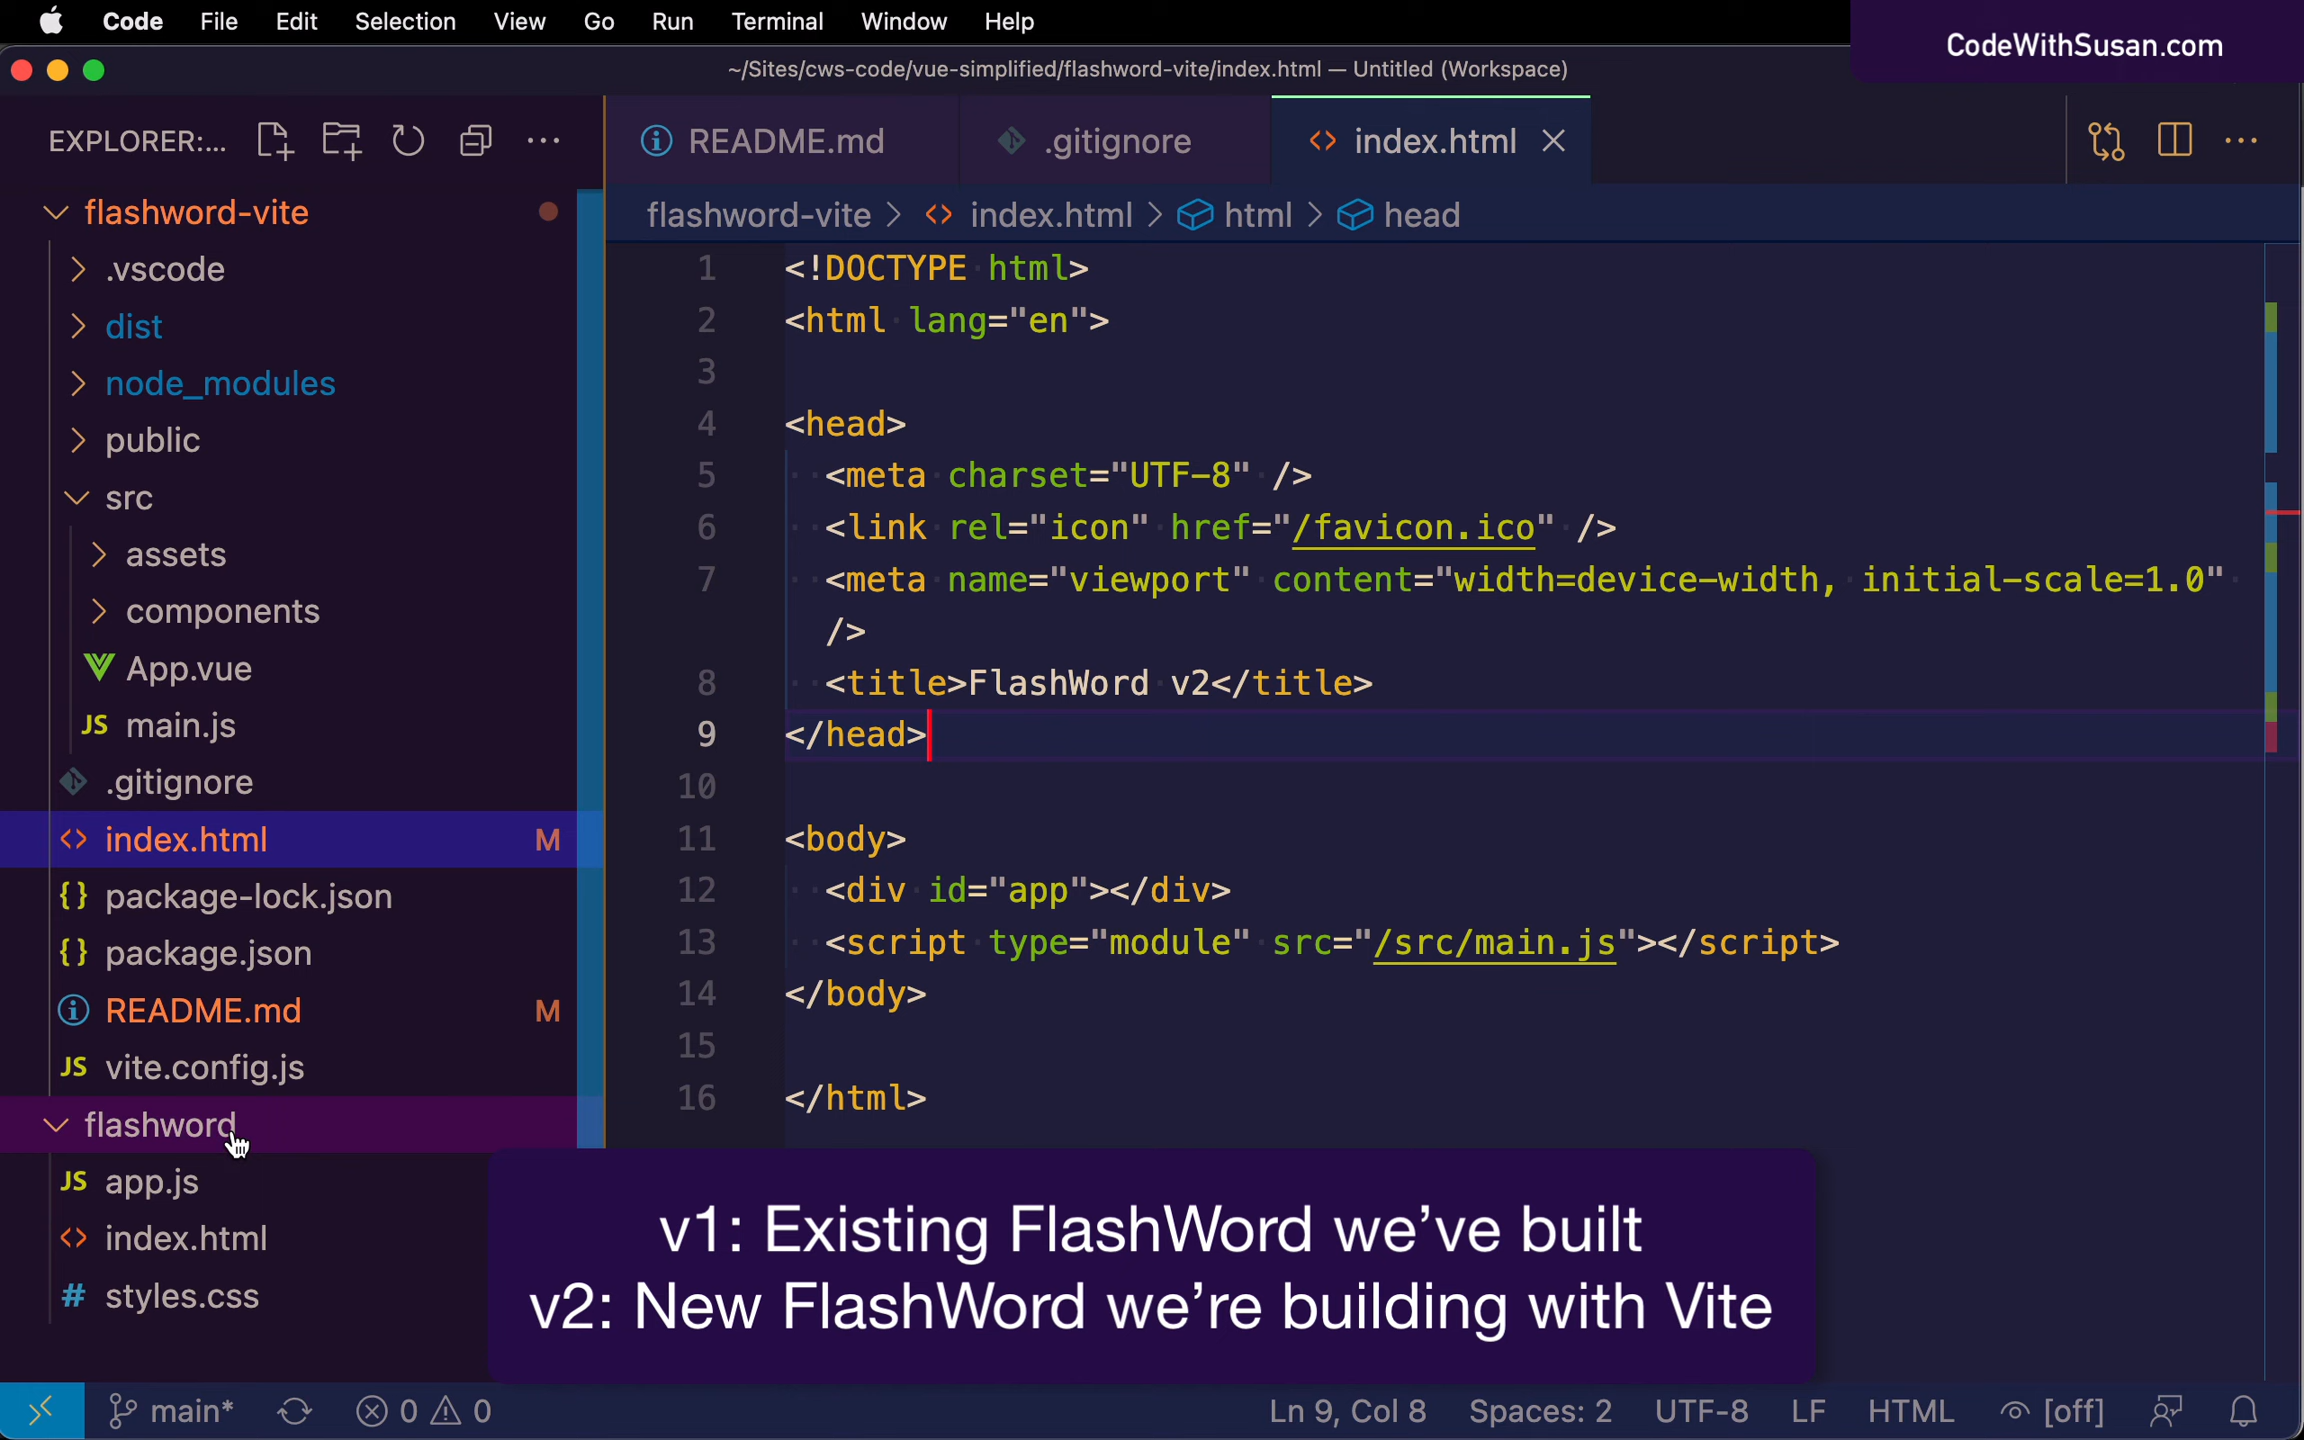 Code File Edit Selection View Go Run Terminal Window Help
CodeWithSusan.com
~/Sites/cws-code/vue-simplified/flashword-vite/index.html — Untitled (Workspace)
EXPLORER:...
flashword-vite
.vscode
dist
node_modules
public
src
assets
components
App.vue
JS main.js
.gitignore
<> index.html M
{} package-lock.json
{} package.json
README.md M
JS vite.config.js
flashword
JS app.js
<> index.html
# styles.css
README.md .gitignore <> index.html
flashword-vite > <> index.html > html > head
1 <!DOCTYPE html>
2 <html lang="en">
3
4 <head>
5 <meta charset="UTF-8" />
6 <link rel="icon" href="/favicon.ico" />
7 <meta name="viewport" content="width=device-width, initial-scale=1.0"
/>
8 <title>FlashWord v2</title>
9 </head>
10
11 <body>
12 <div id="app"></div>
13 <script type="module" src="/src/main.js"></script>
14 </body>
15
16 </html>
v1: Existing FlashWord we’ve built
v2: New FlashWord we’re building with Vite
main* 0 0 Ln 9, Col 8 Spaces: 2 UTF-8 LF HTML [off]